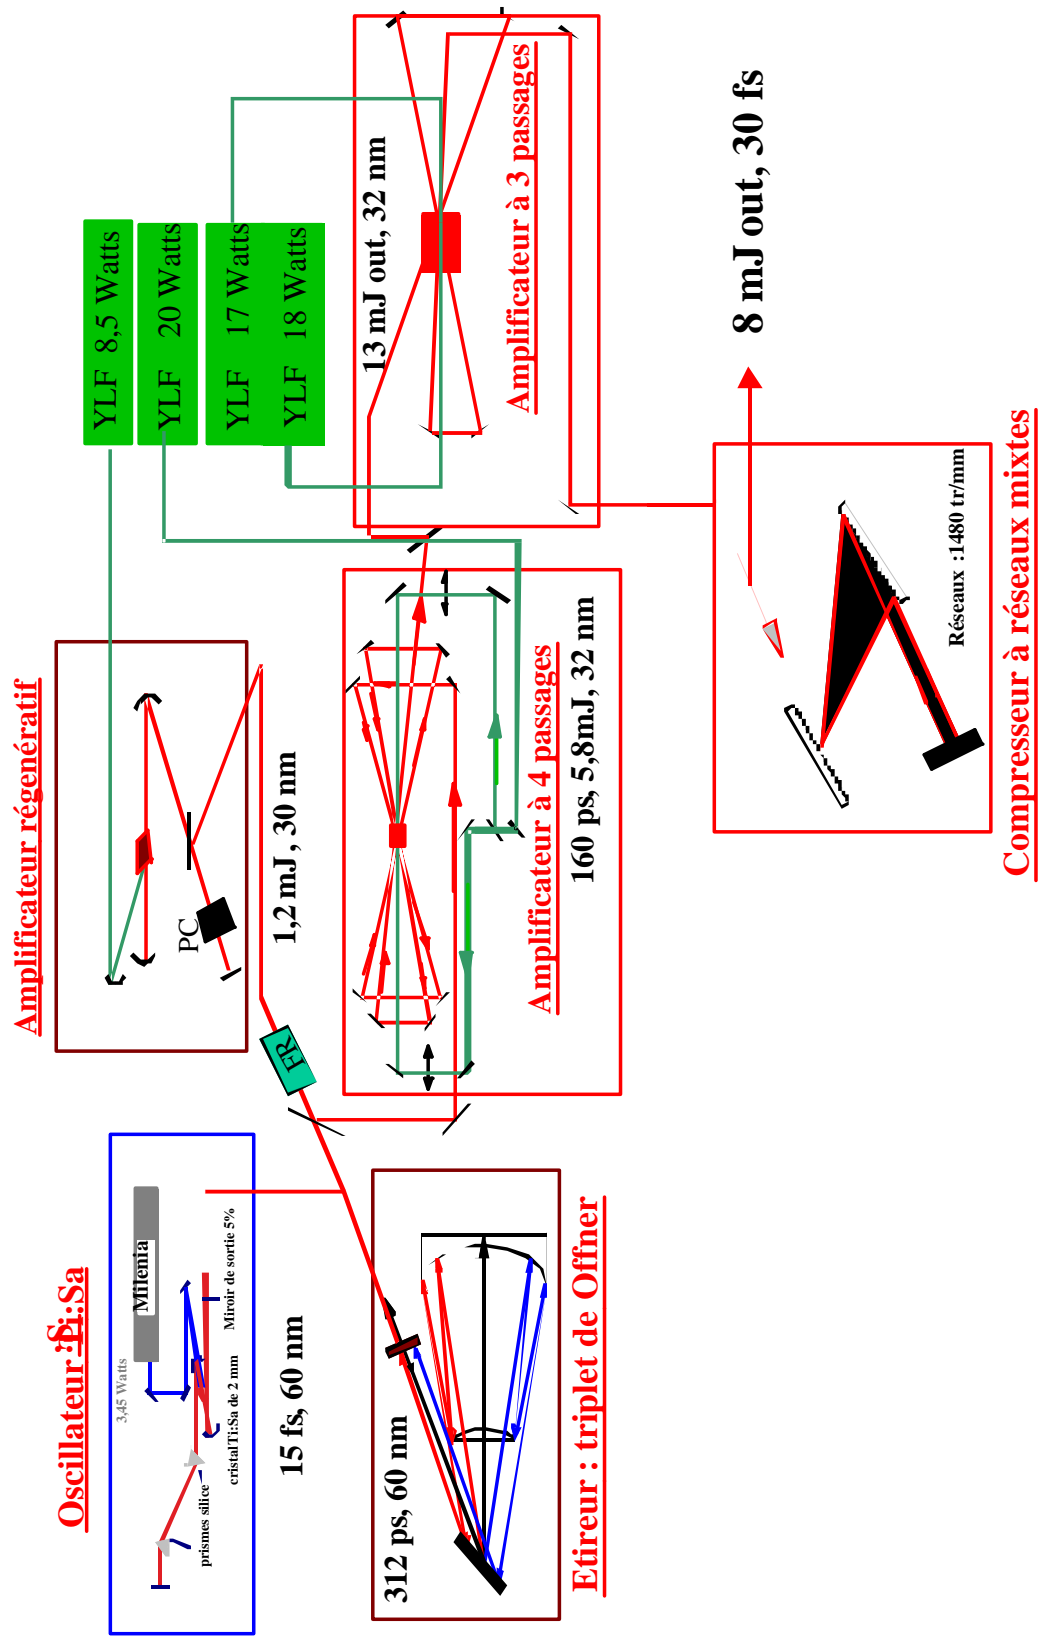 Oscillateur Ti:Sa
:S
3,45 Watts
Milenia
prismes silice
cristalTi:Sa de 2 mm
Miroir de sortie 5%
15 fs, 60 nm
312 ps, 60 nm
Etireur : triplet de Offner
Amplificateur régénératif
PC
1,2 mJ , 30 nm
FR
YLF 8,5 Watts
YLF 20 Watts
YLF 17 Watts
YLF 18 Watts
Amplificateur à 4 passages
160 ps, 5,8mJ, 32 nm
13 mJ out, 32 nm
Amplificateur à 3 passages
8 mJ out, 30 fs
Réseaux :1480 tr/mm
Compresseur à réseaux mixtes